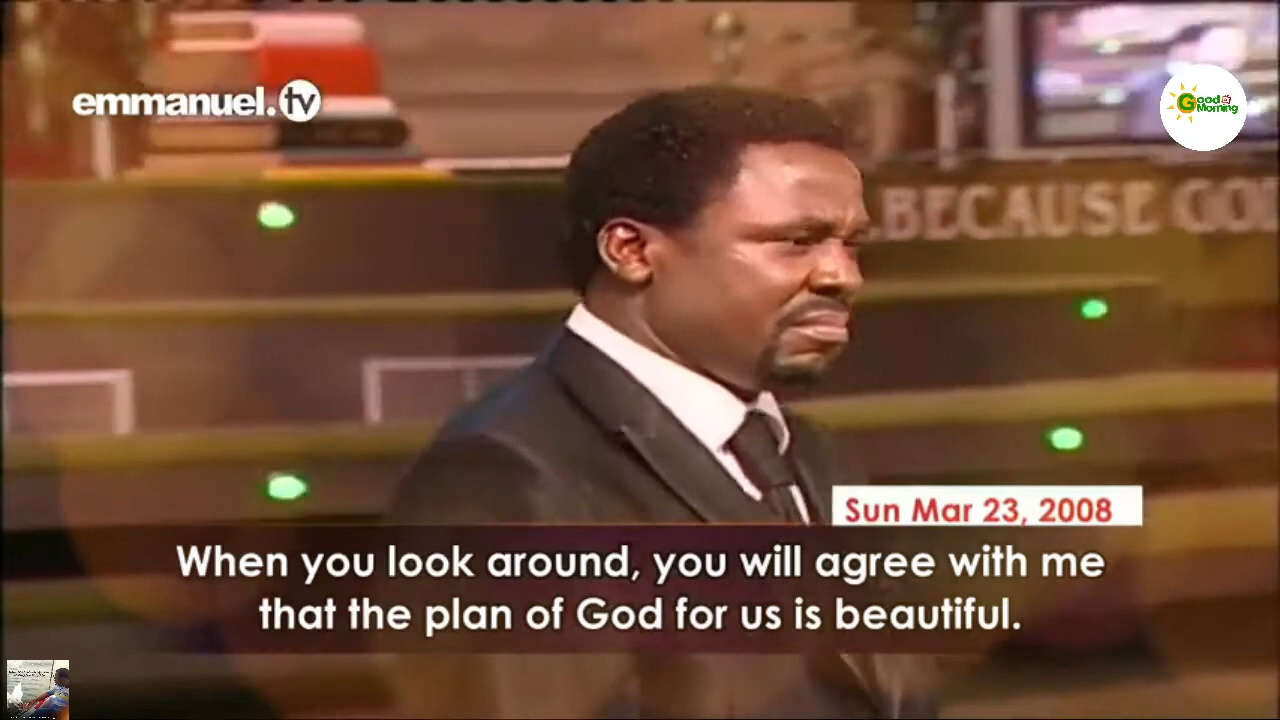 emmanuel.tv
Good
Morning
BECAUSE GOD
Sun Mar 23, 2008
When you look around, you will agree with me
that the plan of God for us is beautiful.